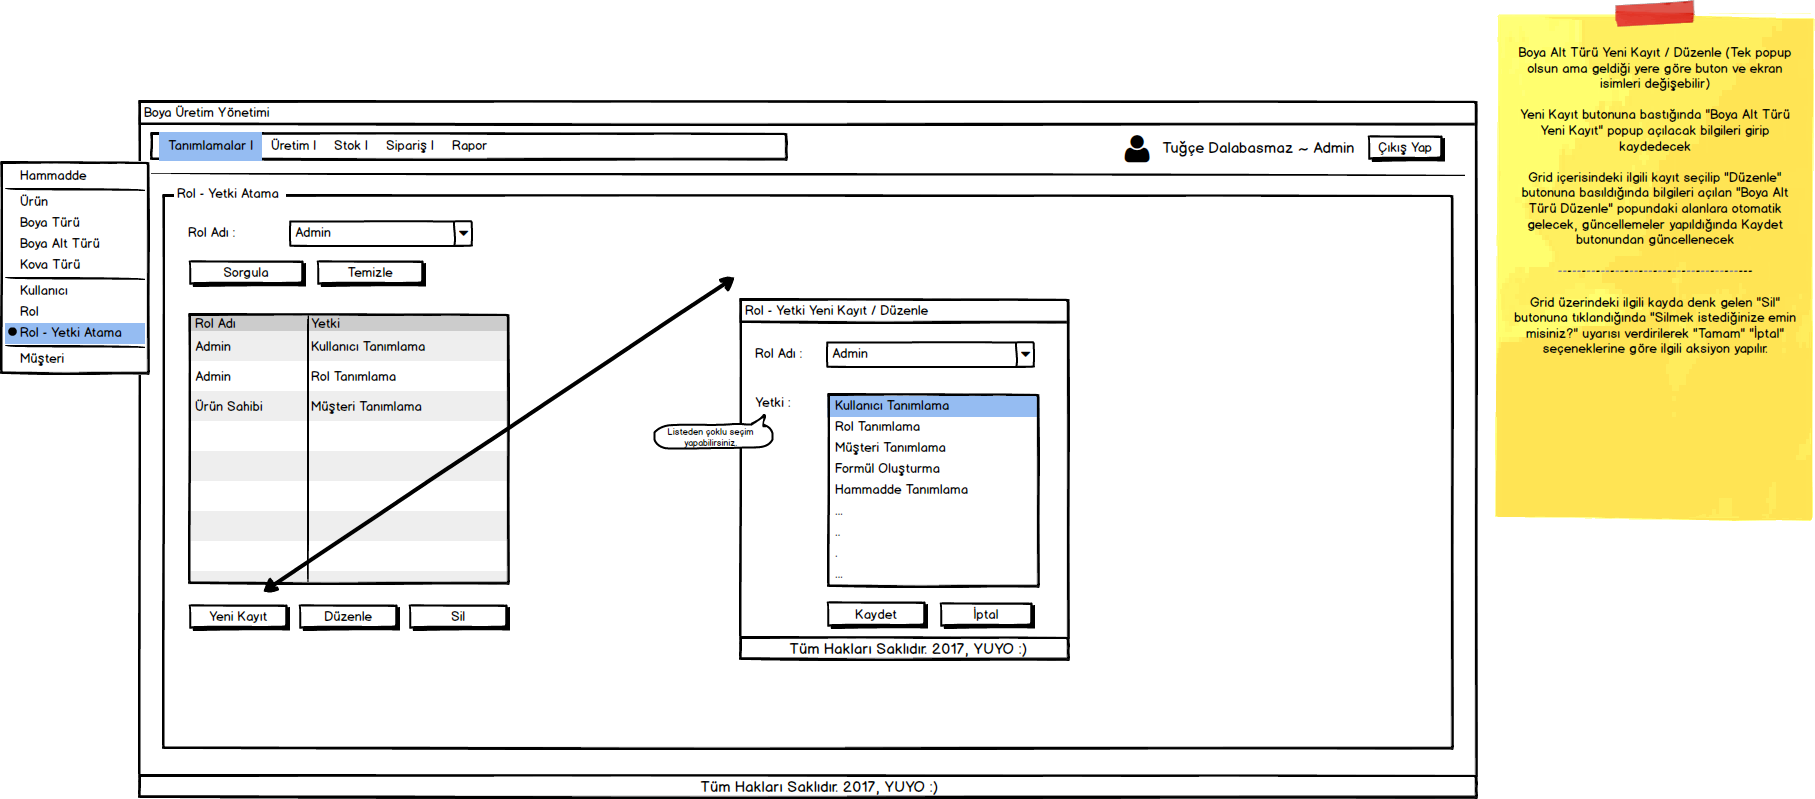 Boya Üretim Yönetimi
Tanımlamalar | Üretim | Stok | Sipariş | Rapor
Tuğçe Dalabasmaz ~ Admin
Çıkış Yap
Hammadde
Ürün
Boya Türü
Boya Alt Türü
Kova Türü
Kullanıcı
Rol
Rol - Yetki Atama
Müşteri
Rol - Yetki Atama
Rol Adı :
Admin
Sorgula
Temizle
Rol Adı Yetki
Admin Kullanıcı Tanımlama
Admin Rol Tanımlama
Ürün Sahibi Müşteri Tanımlama
Yeni Kayıt
Düzenle
Sil
Rol - Yetki Yeni Kayıt / Düzenle
Rol Adı :
Admin
Yetki :
Listeden çoklu seçim
yapabilirsiniz.
Kullanıcı Tanımlama
Rol Tanımlama
Müşteri Tanımlama
Formül Oluşturma
Hammadde Tanımlama
...
..
.
...
Kaydet
İptal
Tüm Hakları Saklıdır. 2017, YUYO :)
Tüm Hakları Saklıdır. 2017, YUYO :)
Boya Alt Türü Yeni Kayıt / Düzenle (Tek popup
olsun ama geldiği yere göre buton ve ekran
isimleri değişebilir)
Yeni Kayıt butonuna bastığında "Boya Alt Türü
Yeni Kayıt" popup açılacak bilgileri girip
kaydedecek
Grid içerisindeki ilgili kayıt seçilip "Düzenle"
butonuna basıldığında bilgileri açılan "Boya Alt
Türü Düzenle" popundaki alanlara otomatik
gelecek, güncellemeler yapıldığında Kaydet
butonundan güncellenecek
-----------------------------------------
Grid üzerindeki ilgili kayda denk gelen "Sil"
butonuna tıklandığında "Silmek istediğinize emin
misiniz?" uyarısı verdirilerek "Tamam" "İptal"
seçeneklerine göre ilgili aksiyon yapılır.